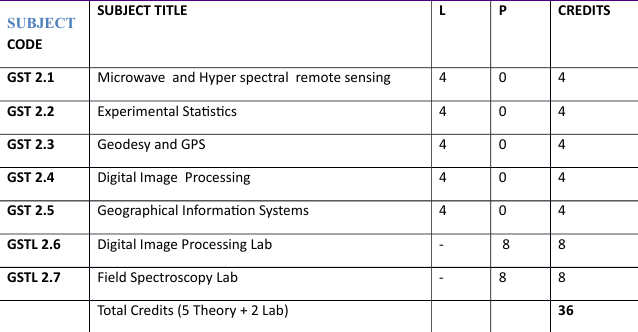 SUBJECT CODE SUBJECT TITLE L P CREDITS
GST 2.1 Microwave and Hyper spectral remote sensing 4 0 4
GST 2.2 Experimental Statistics 4 0 4
GST 2.3 Geodesy and GPS 4 0 4
GST 2.4 Digital Image Processing 4 0 4
GST 2.5 Geographical Information Systems 4 0 4
GSTL 2.6 Digital Image Processing Lab - 8 8
GSTL 2.7 Field Spectroscopy Lab - 8 8
Total Credits (5 Theory + 2 Lab) 36